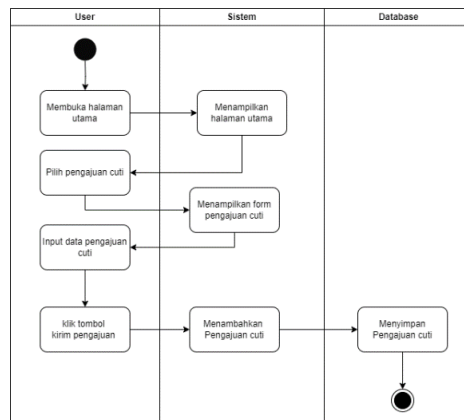 User
Sistem
Database
Membuka halaman
utama
Menampilkan
halaman utama
Pilih pengajuan cuti
Menampilkan form
pengajuan cuti
Input data pengajuan
cuti
klik tombol
kirim pengajuan
Menambahkan
Pengajuan cuti
Menyimpan
Pengajuan cuti